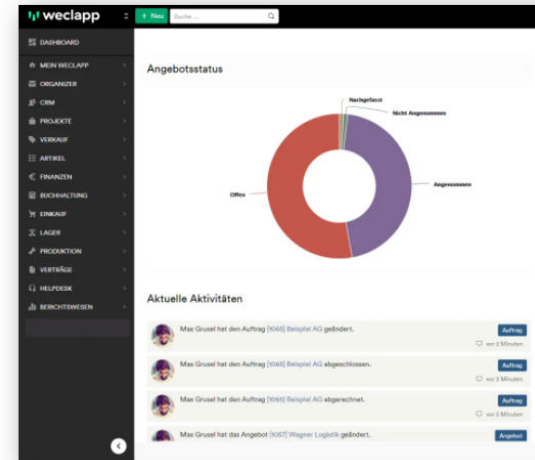 weclapp
+ Neu
Suche ...
DASHBOARD
MEIN WECLAPP
ORGANIZER
CRM
PROJEKTE
VERKAUF
ARTIKEL
FINANZEN
BUCHHALTUNG
EINKAUF
LAGER
PRODUKTION
VERTRÄGE
HELPDESK
BERICHTSWESEN
Angebotsstatus
Nachgefasst
Nicht Angenommen
Angenommen
Offen
Aktuelle Aktivitäten
Max Grusel hat den Auftrag [1065] Beispiel AG geändert.
Auftrag
vor 2 Minuten
Max Grusel hat den Auftrag [1065] Beispiel AG abgeschlossen.
Auftrag
vor 2 Minuten
Max Grusel hat den Auftrag [1065] Beispiel AG abgerechnet.
Auftrag
vor 3 Minuten
Max Grusel hat das Angebot [1067] Wagner Logistik geändert.
Angebot